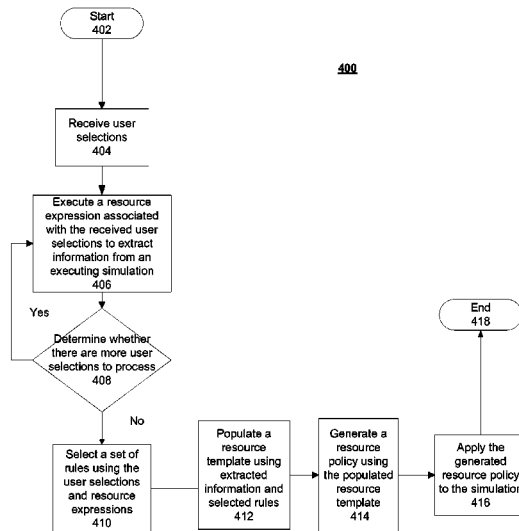 Start
402
400
Receive user
selections
404
Execute a resource
expression associated
with the received user
selections to extract
information from an
executing simulation
406
Yes
Determine whether
there are more user
selections to process
408
No
Select a set of
rules using the
user selections
and resource
expressions
410
Populate a
resource
template using
extracted
information and
selected rules
412
Generate a
resource policy
using the
populated
resource
template
414
Apply the
generated
resource policy
to the simulation
416
End
418